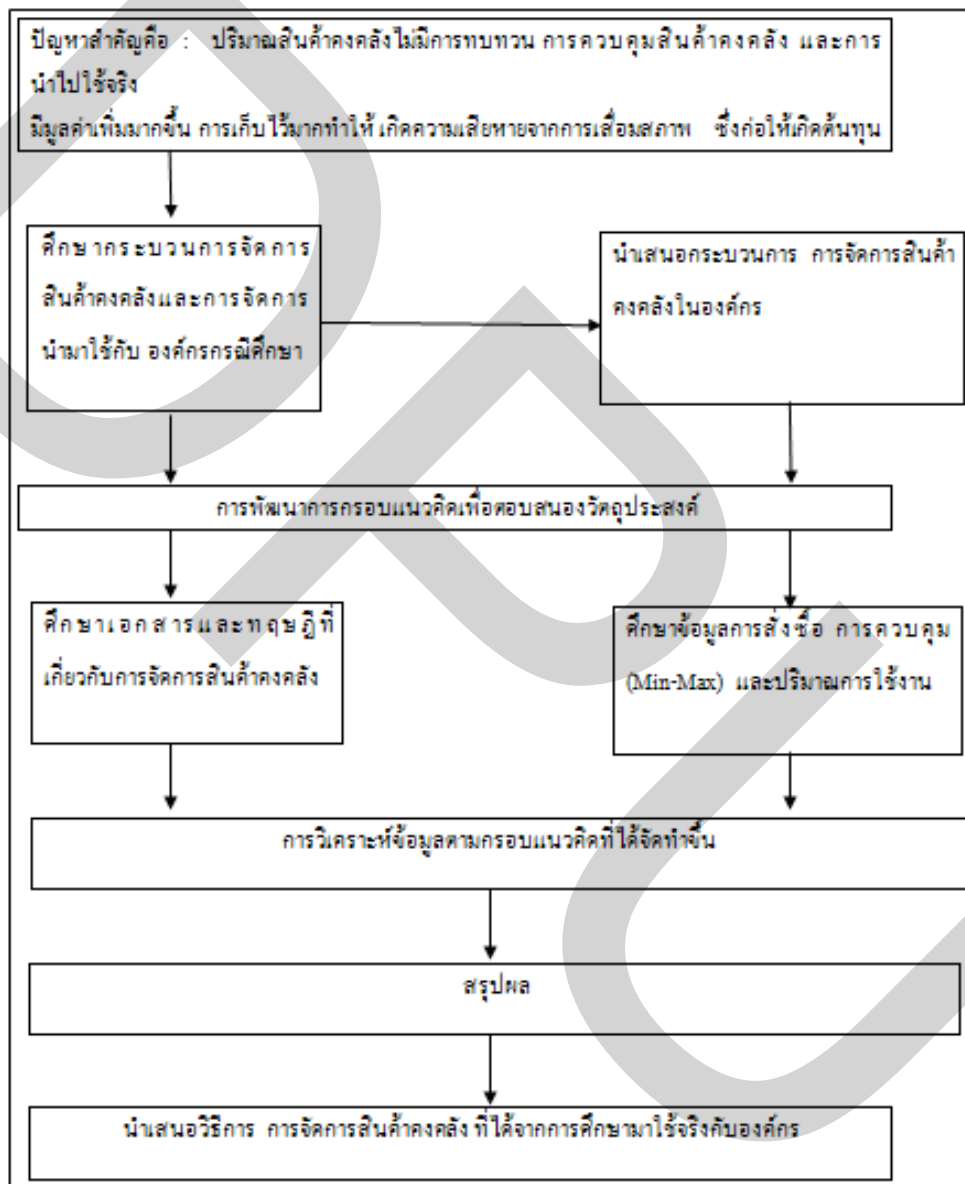 ปัญหาสำคัญคือ : ปริมาณสินค้าคงคลังไม่มีการทบทวน การควบคุมสินค้าคงคลัง และการ
นำไปใช้จริง
มีมูลค่าเพิ่มมากขึ้น การเก็บไว้มากทำให้ เกิดความเสียหายจากการเสื่อมสภาพ ซึ่งก่อให้เกิดต้นทุน
ศึกษากระบวนการจัดการ
สินค้าคงคลังและการจัดการ
นำมาใช้กับ องค์กรกรณีศึกษา
นำเสนอกระบวนการ การจัดการสินค้า
คงคลังในองค์กร
การพัฒนาการกรอบแนวคิดเพื่อตอบสนองวัตถุประสงค์
ศึกษาเอกสารและทฤษฎีที่
เกี่ยวกับการจัดการสินค้าคงคลัง
ศึกษาข้อมูลการสั่งซื้อ การควบคุม
(Min-Max) และปริมาณการใช้งาน
การวิเคราะห์ข้อมูลตามกรอบแนวคิดที่ได้จัดทำขึ้น
สรุปผล
นำเสนอวิธีการ การจัดการสินค้าคงคลัง ที่ได้จากการศึกษามาใช้จริงกับองค์กร
DPU